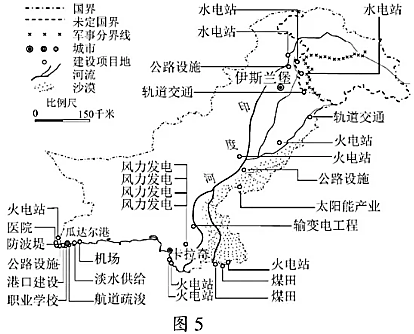 国界
未定国界
军事分界线
城市
建设项目地
河流
沙漠
比例尺
0 150千米
水电站
水电站
水电站
公路设施
伊斯兰堡
轨道交通
印
度
河
轨道交通
火电站
火电站
公路设施
太阳能产业
输变电工程
风力发电
风力发电
风力发电
风力发电
火电站
医院
瓜达尔港
防波堤
公路设施
港口建设
职业学校
机场
淡水供给
航道疏浚
卡拉奇
火电站
火电站
火电站
煤田
煤田
图 5